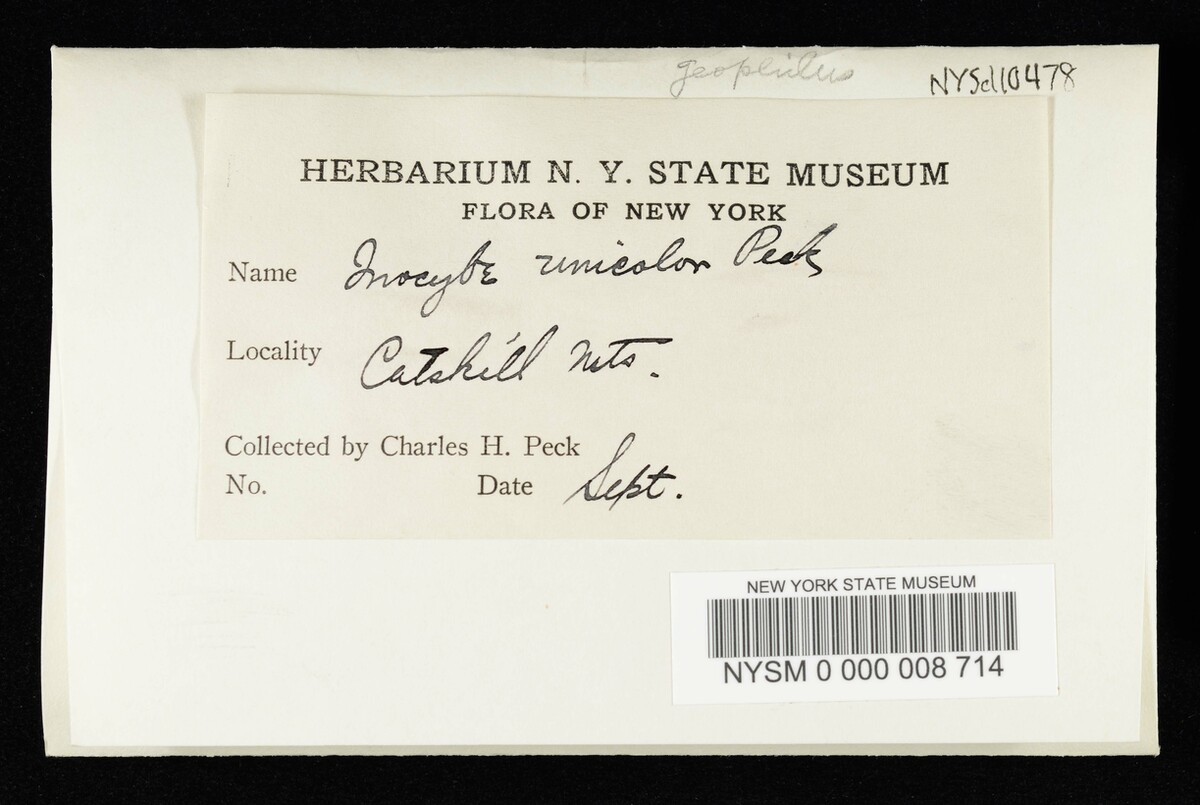 geophilus
NYSd10478
HERBARIUM N. Y. STATE MUSEUM
FLORA OF NEW YORK
Name Inocybe unicolor Peck
Locality Catskill Mts.
Collected by Charles H. Peck
No. Date Sept.
NEW YORK STATE MUSEUM
NYSM 0 000 008 714